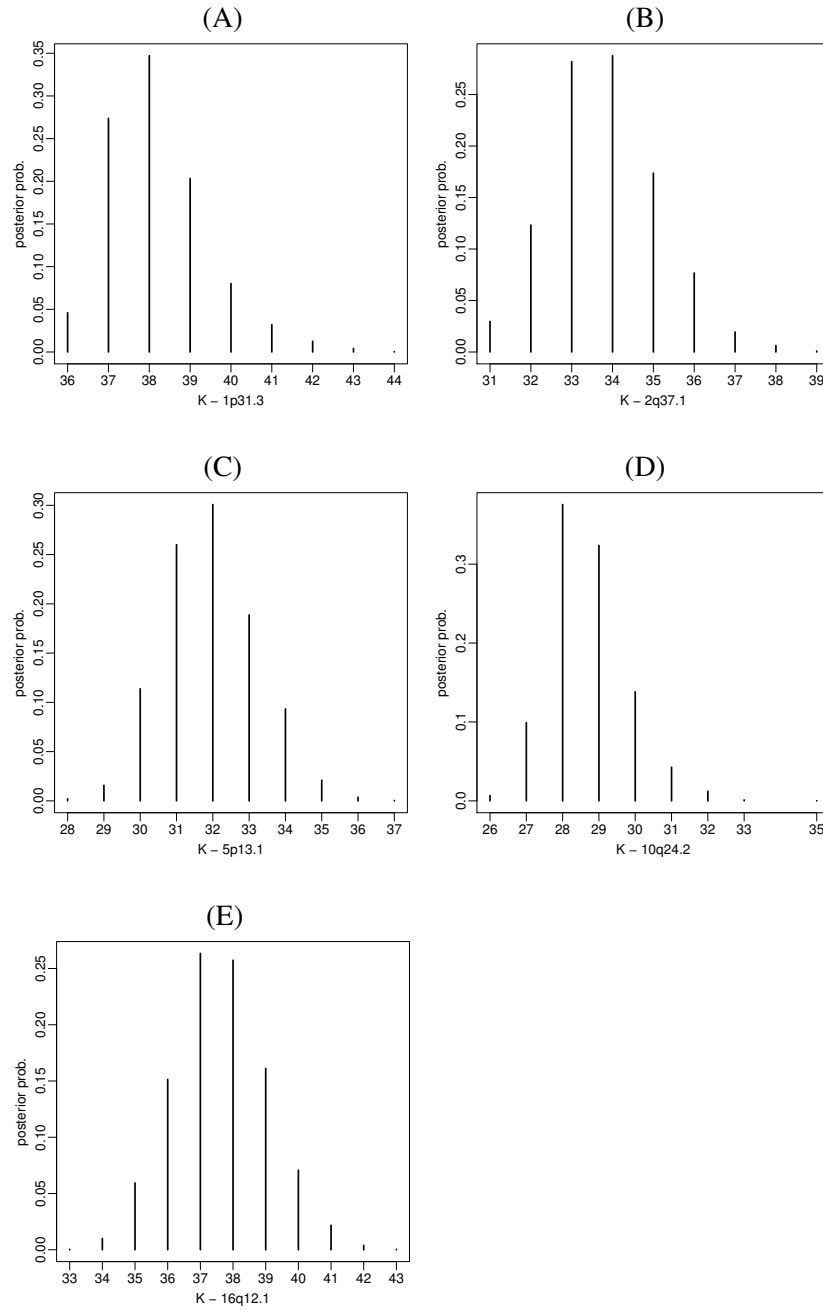 (A)
posterior prob.
0.00 0.05 0.10 0.15 0.20 0.25 0.30 0.35
36 37 38 39 40 41 42 43 44
K − 1p31.3
(B)
posterior prob.
0.00 0.05 0.10 0.15 0.20 0.25
31 32 33 34 35 36 37 38 39
K − 2q37.1
(C)
posterior prob.
0.00 0.05 0.10 0.15 0.20 0.25 0.30
28 29 30 31 32 33 34 35 36 37
K − 5p13.1
(D)
posterior prob.
0.0 0.1 0.2 0.3
26 27 28 29 30 31 32 33 35
K − 10q24.2
(E)
posterior prob.
0.00 0.05 0.10 0.15 0.20 0.25
33 34 35 36 37 38 39 40 41 42 43
K − 16q12.1